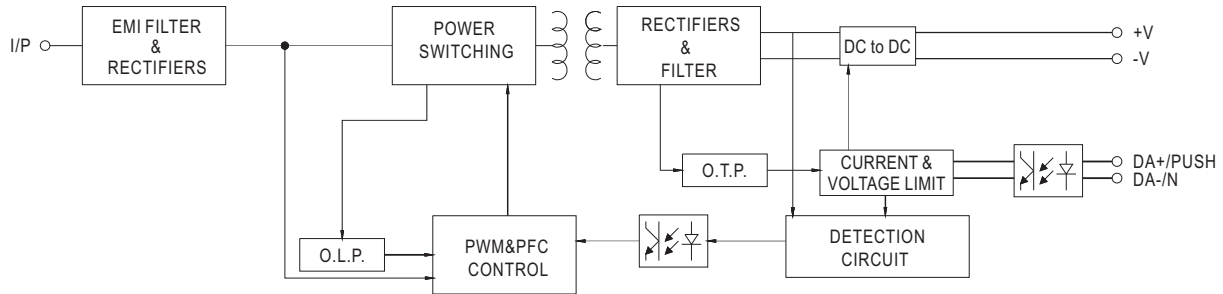 I/P
EMI FILTER
&
RECTIFIERS
POWER
SWITCHING
RECTIFIERS
&
FILTER
DC to DC
+V
-V
O.T.P.
CURRENT &
VOLTAGE LIMIT
DA+/PUSH
DA-/N
O.L.P.
PWM&PFC
CONTROL
DETECTION
CIRCUIT